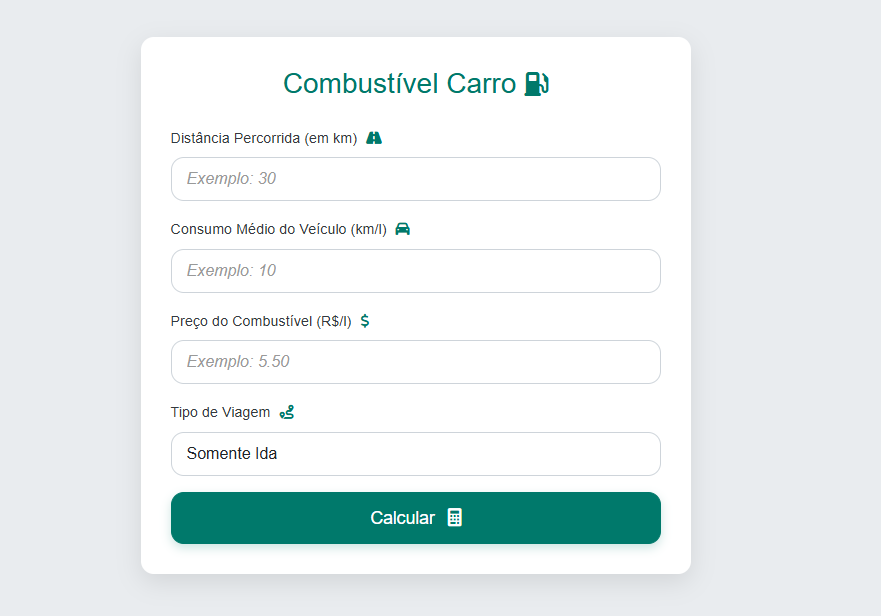 Combustível Carro
Distância Percorrida (em km)
Exemplo: 30
Consumo Médio do Veículo (km/l)
Exemplo: 10
Preço do Combustível (R$/l) $
Exemplo: 5.50
Tipo de Viagem
Somente Ida
Calcular